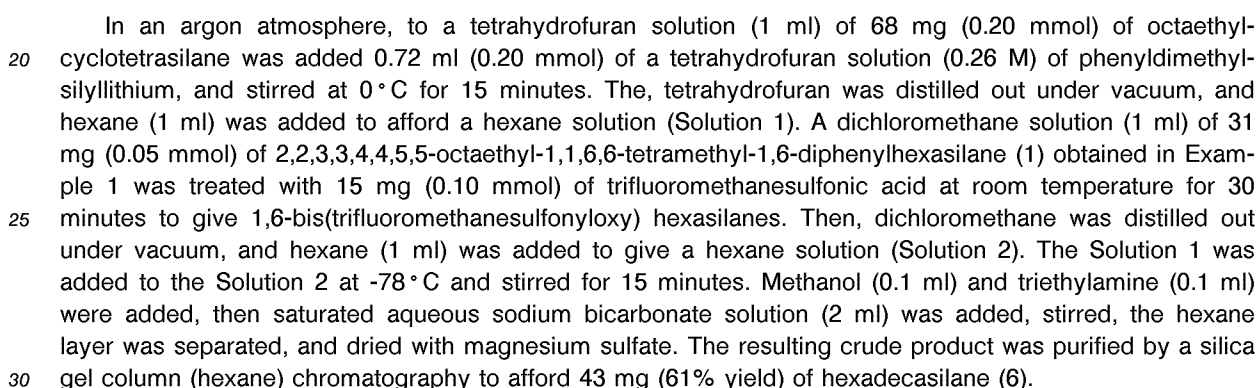 In an argon atmosphere, to a tetrahydrofuran solution (1 ml) of 68 mg (0.20 mmol) of octaethyl-
20 cyclotetrasilane was added 0.72 ml (0.20 mmol) of a tetrahydrofuran solution (0.26 M) of phenyldimethyl-
silyllithium, and stirred at 0°C for 15 minutes. The, tetrahydrofuran was distilled out under vacuum, and
hexane (1 ml) was added to afford a hexane solution (Solution 1). A dichloromethane solution (1 ml) of 31
mg (0.05 mmol) of 2,2,3,3,4,4,5,5-octaethyl-1,1,6,6-tetramethyl-1,6-diphenylhexasilane (1) obtained in Exam-
ple 1 was treated with 15 mg (0.10 mmol) of trifluoromethanesulfonic acid at room temperature for 30
25 minutes to give 1,6-bis(trifluoromethanesulfonyloxy) hexasilanes. Then, dichloromethane was distilled out
under vacuum, and hexane (1 ml) was added to give a hexane solution (Solution 2). The Solution 1 was
added to the Solution 2 at -78°C and stirred for 15 minutes. Methanol (0.1 ml) and triethylamine (0.1 ml)
were added, then saturated aqueous sodium bicarbonate solution (2 ml) was added, stirred, the hexane
layer was separated, and dried with magnesium sulfate. The resulting crude product was purified by a silica
30 gel column (hexane) chromatography to afford 43 mg (61% yield) of hexadecasilane (6).